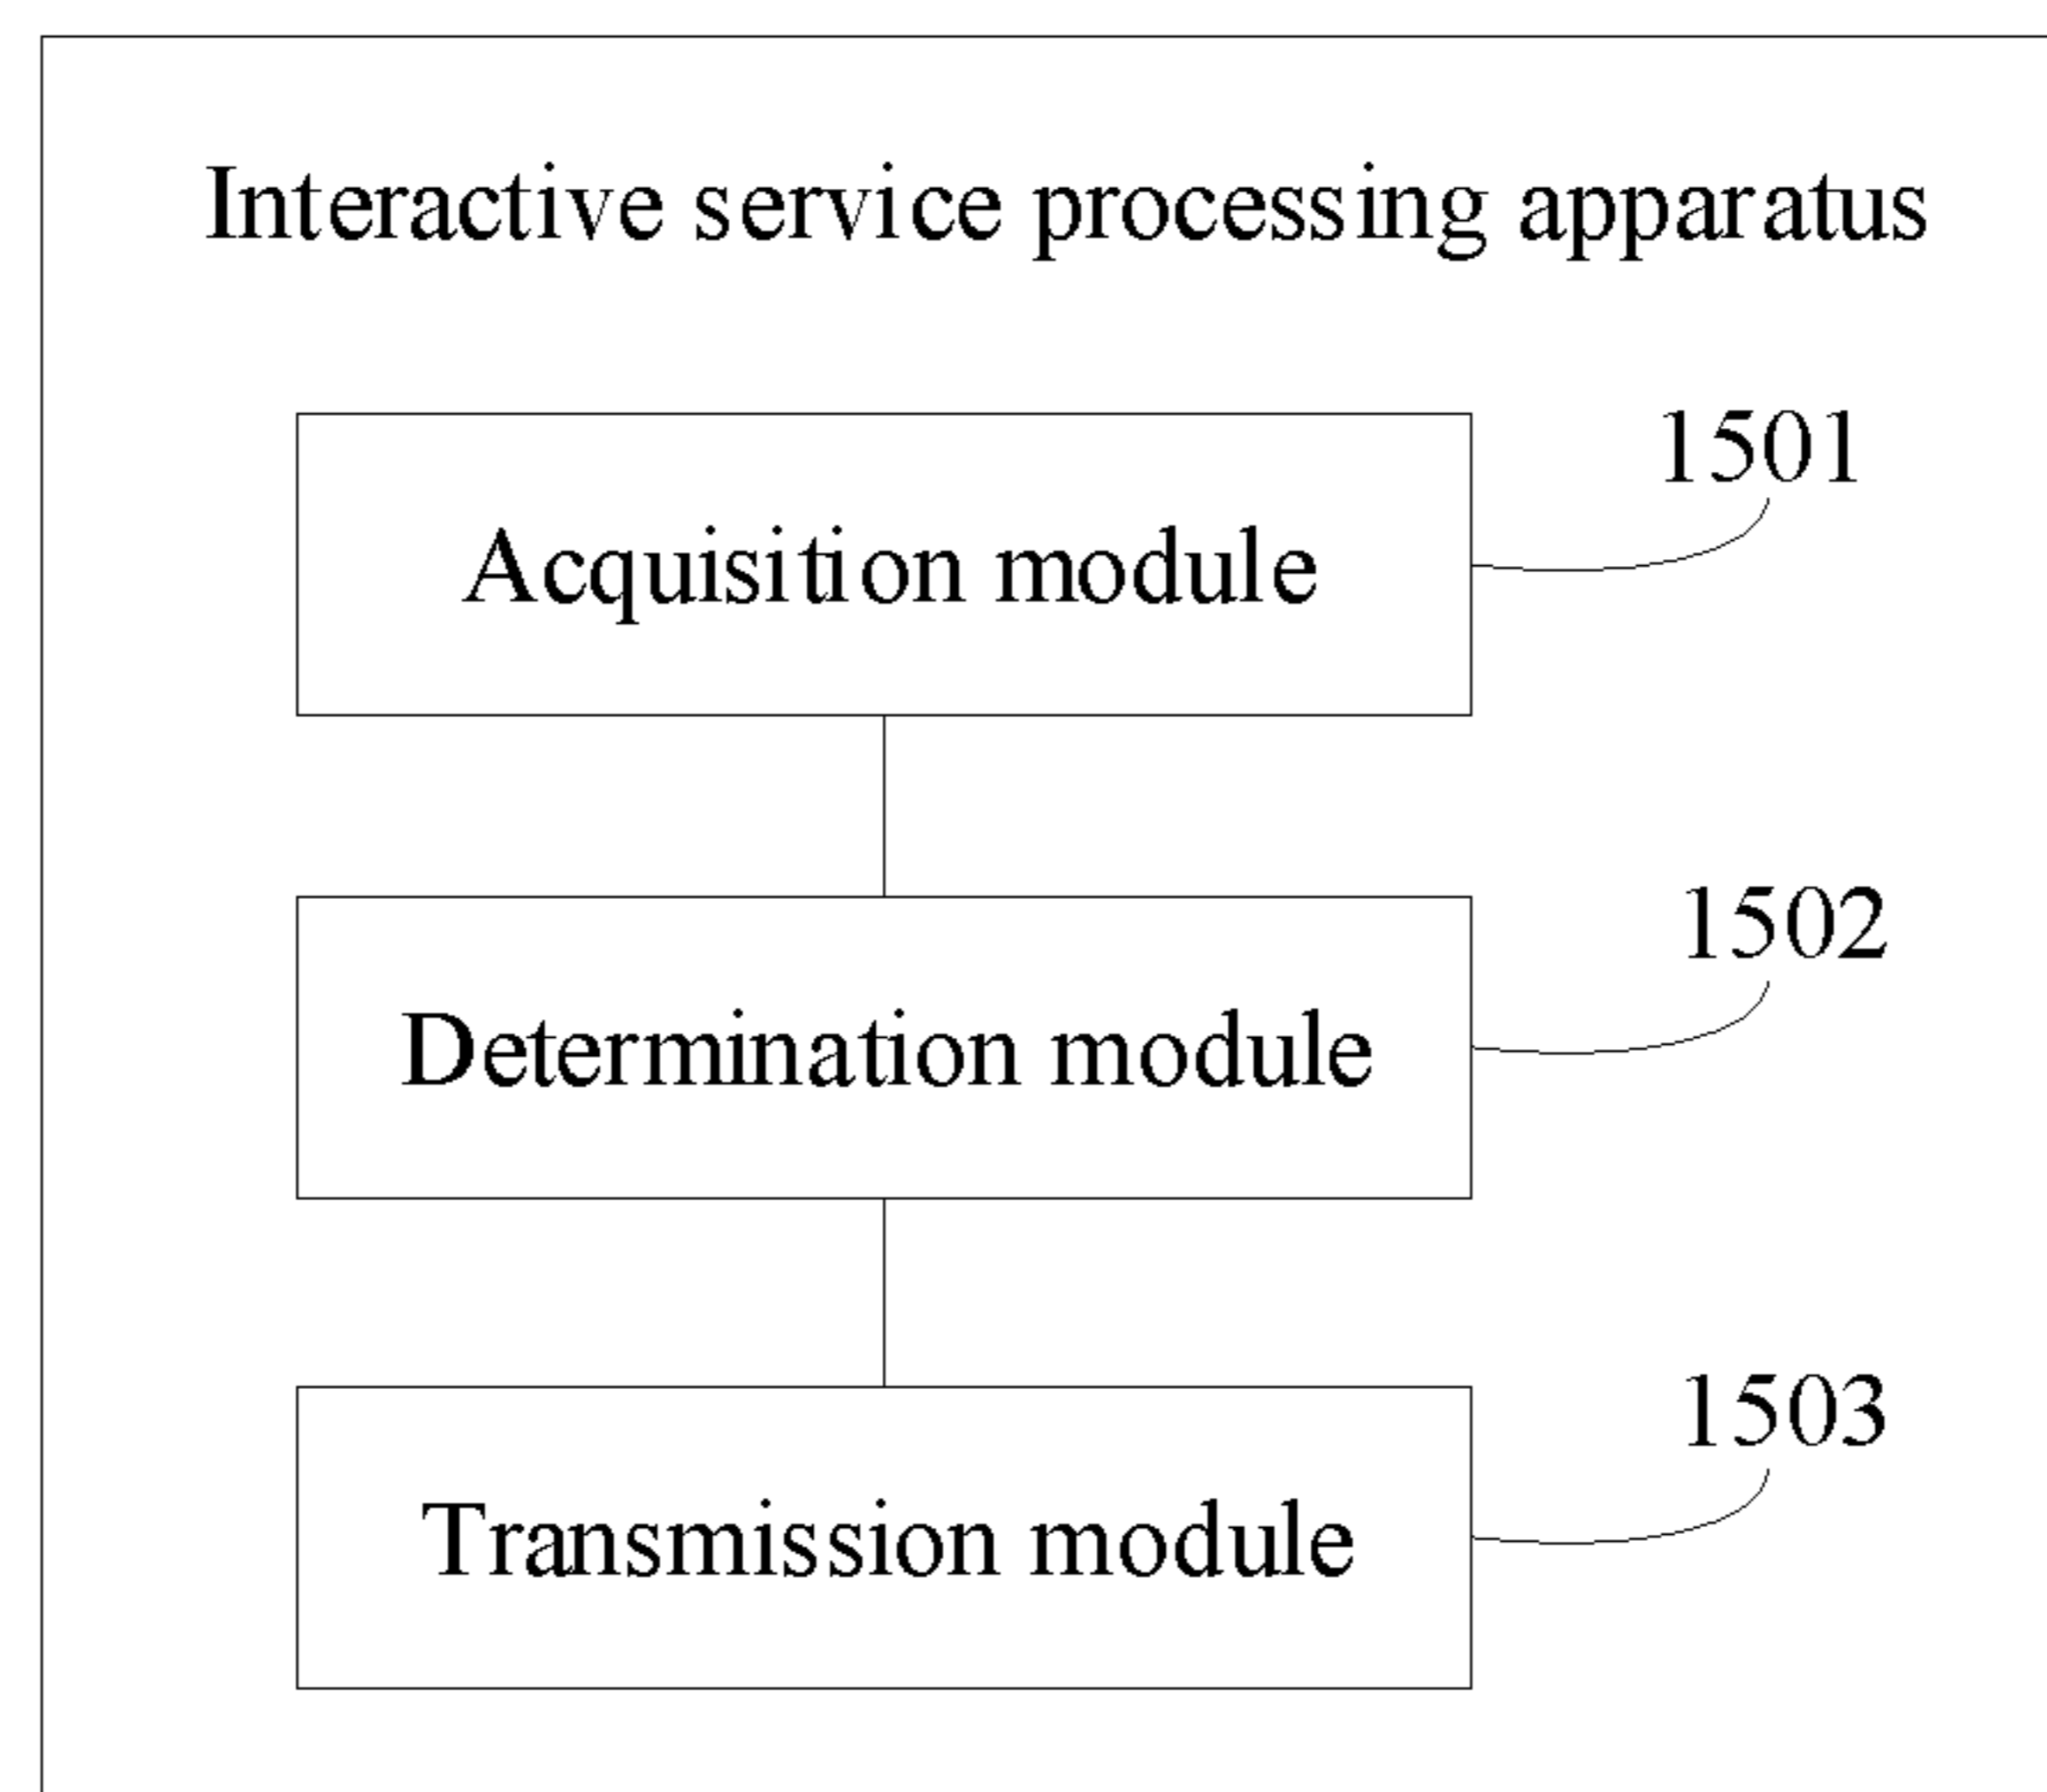 Interactive service processing apparatus
1501
Acquisition module
1502
Determination module
1503
Transmission module